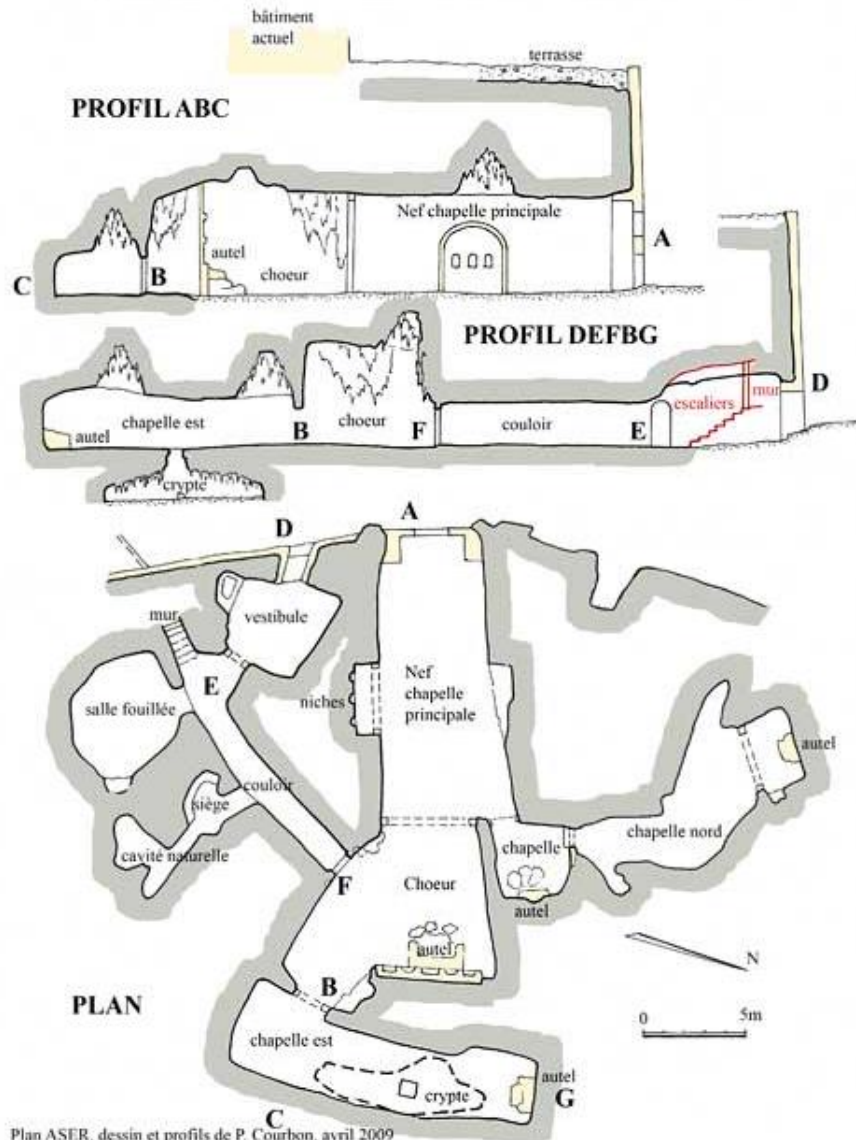 bâtiment
actuel
terrasse
PROFIL ABC
Nef chapelle principale
A
autel
B
choeur
C
PROFIL DEFBG
D
mur
escaliers
chapelle est
B
choeur
F
couloir
E
autel
crypte
A
D
mur
vestibule
E
Nef
chapelle
principale
niches
salle fouillée
autel
couloir
siège
chapelle nord
cavité naturelle
chapelle
F
Choeur
autel
autel
N
B
PLAN
0 5m
chapelle est
autel
crypte
G
C
Plan ASER, dessin et profils de P. Courbon, avril 2009